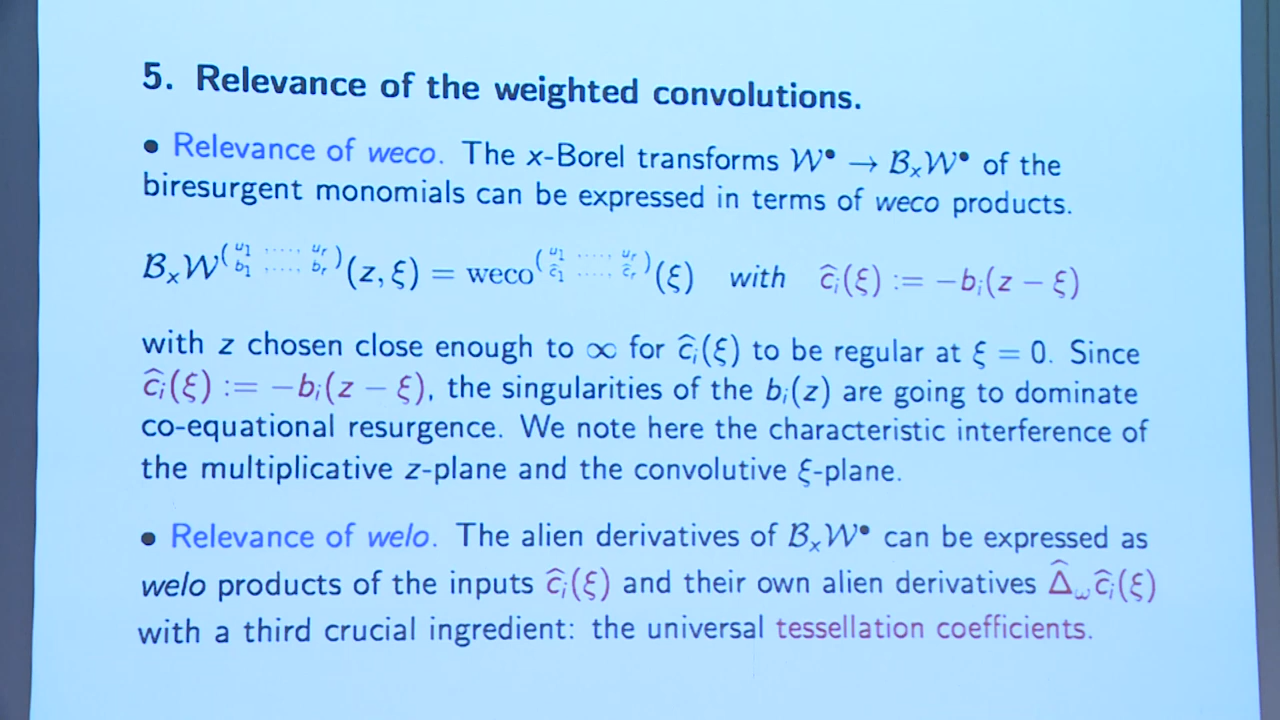 5. Relevance of the weighted convolutions.
• Relevance of weco. The x-Borel transforms 𝒲• → ℬₓ𝒲• of the
biresurgent monomials can be expressed in terms of weco products.
ℬₓ𝒲^(u₁ ..... uᵣ / b₁ ..... bᵣ)(z, ξ) = weco^(u₁ ..... uᵣ / ĉ₁ ..... ĉᵣ)(ξ) with ĉᵢ(ξ) := −bᵢ(z − ξ)
with z chosen close enough to ∞ for ĉᵢ(ξ) to be regular at ξ = 0. Since
ĉᵢ(ξ) := −bᵢ(z − ξ), the singularities of the bᵢ(z) are going to dominate
co-equational resurgence. We note here the characteristic interference of
the multiplicative z-plane and the convolutive ξ-plane.
• Relevance of welo. The alien derivatives of ℬₓ𝒲• can be expressed as
welo products of the inputs ĉᵢ(ξ) and their own alien derivatives Δ̂_ω ĉᵢ(ξ)
with a third crucial ingredient: the universal tessellation coefficients.